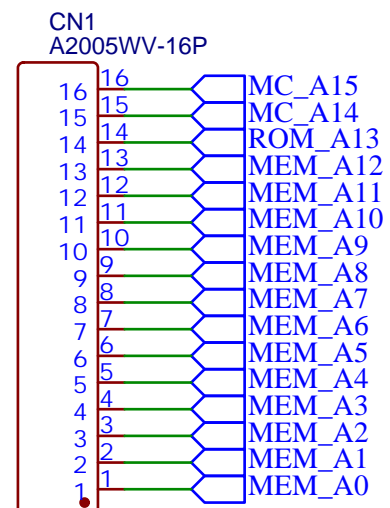 CN1
A2005WV-16P
16 16 MC_A15
15 15 MC_A14
14 14 ROM_A13
13 13 MEM_A12
12 12 MEM_A11
11 11 MEM_A10
10 10 MEM_A9
9 9 MEM_A8
8 8 MEM_A7
7 7 MEM_A6
6 6 MEM_A5
5 5 MEM_A4
4 4 MEM_A3
3 3 MEM_A2
2 2 MEM_A1
1 1 MEM_A0